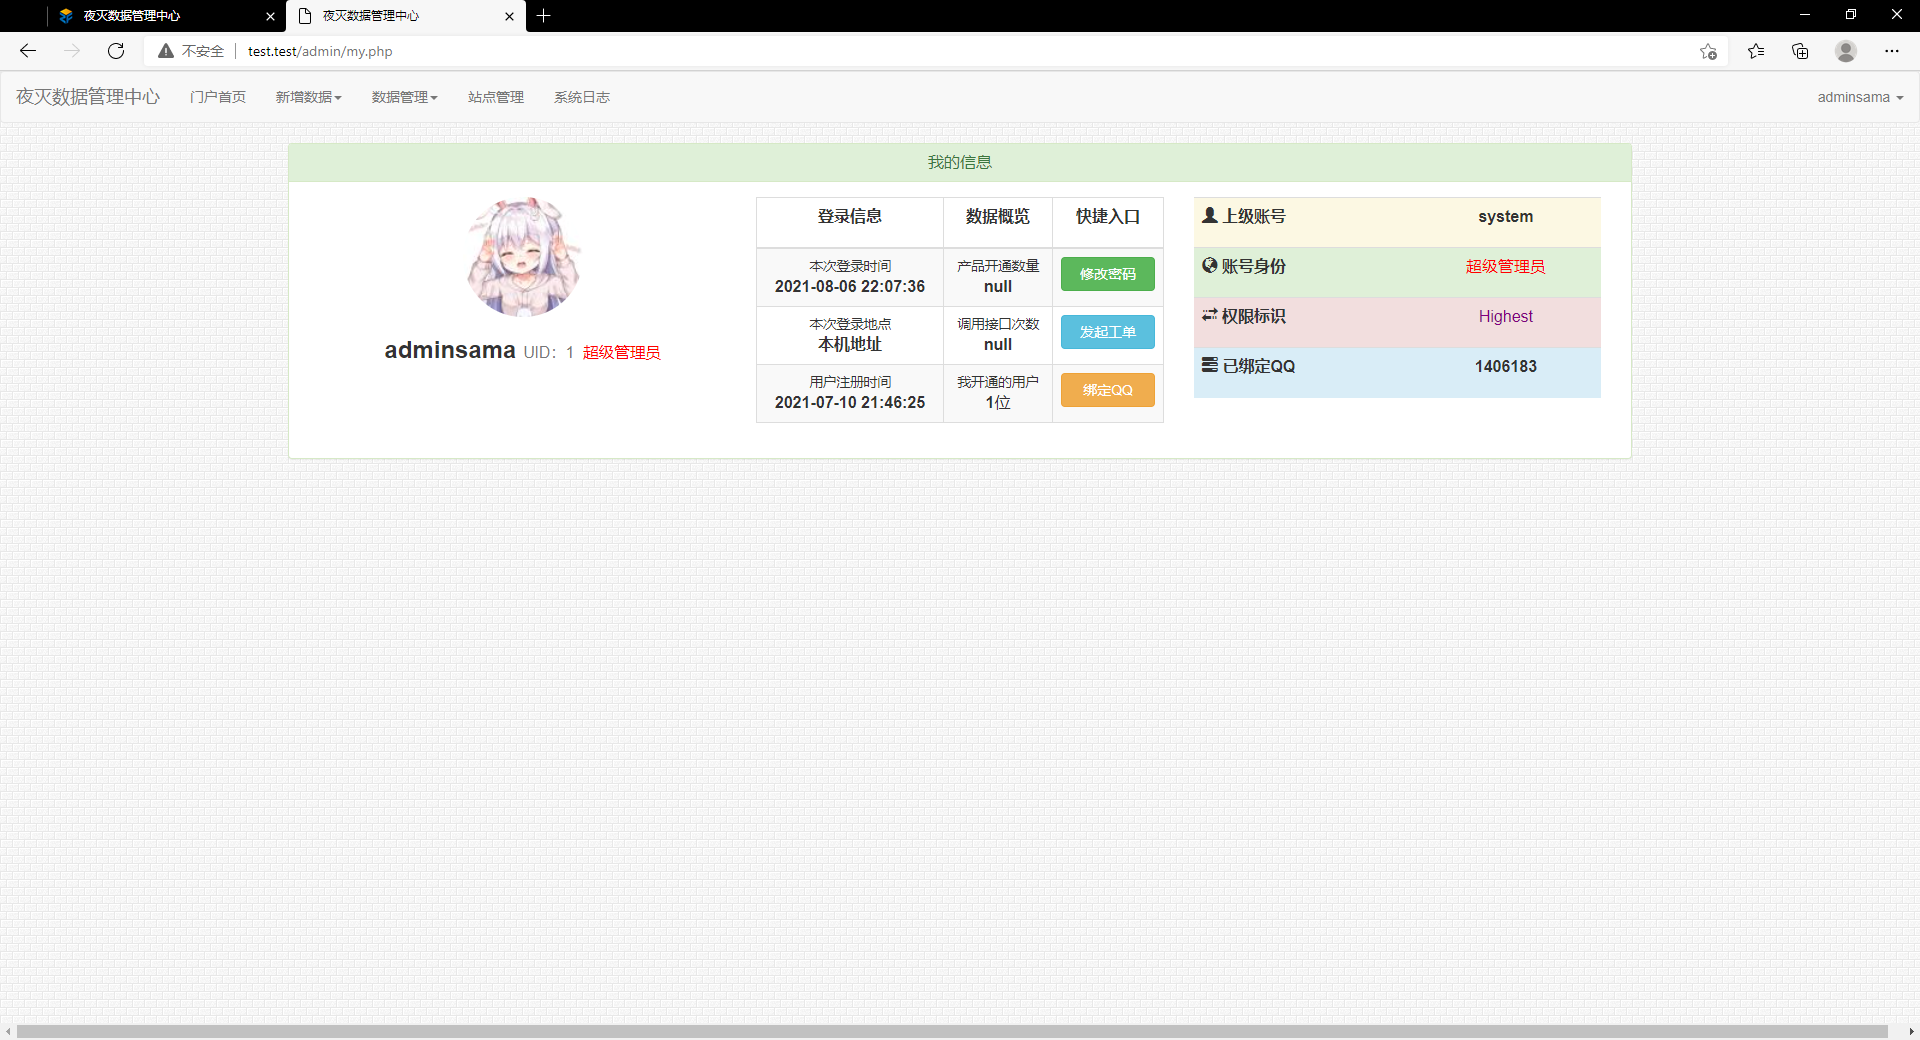 夜灭数据管理中心
夜灭数据管理中心
不安全 test.test/admin/my.php
夜灭数据管理中心 门户首页 新增数据 数据管理 站点管理 系统日志 adminsama
我的信息
adminsama UID：1 超级管理员
登录信息 数据概览 快捷入口
本次登录时间
2021-08-06 22:07:36
产品开通数量
null
修改密码
本次登录地点
本机地址
调用接口次数
null
发起工单
用户注册时间
2021-07-10 21:46:25
我开通的用户
1位
绑定QQ
上级账号 system
账号身份 超级管理员
权限标识 Highest
已绑定QQ 1406183